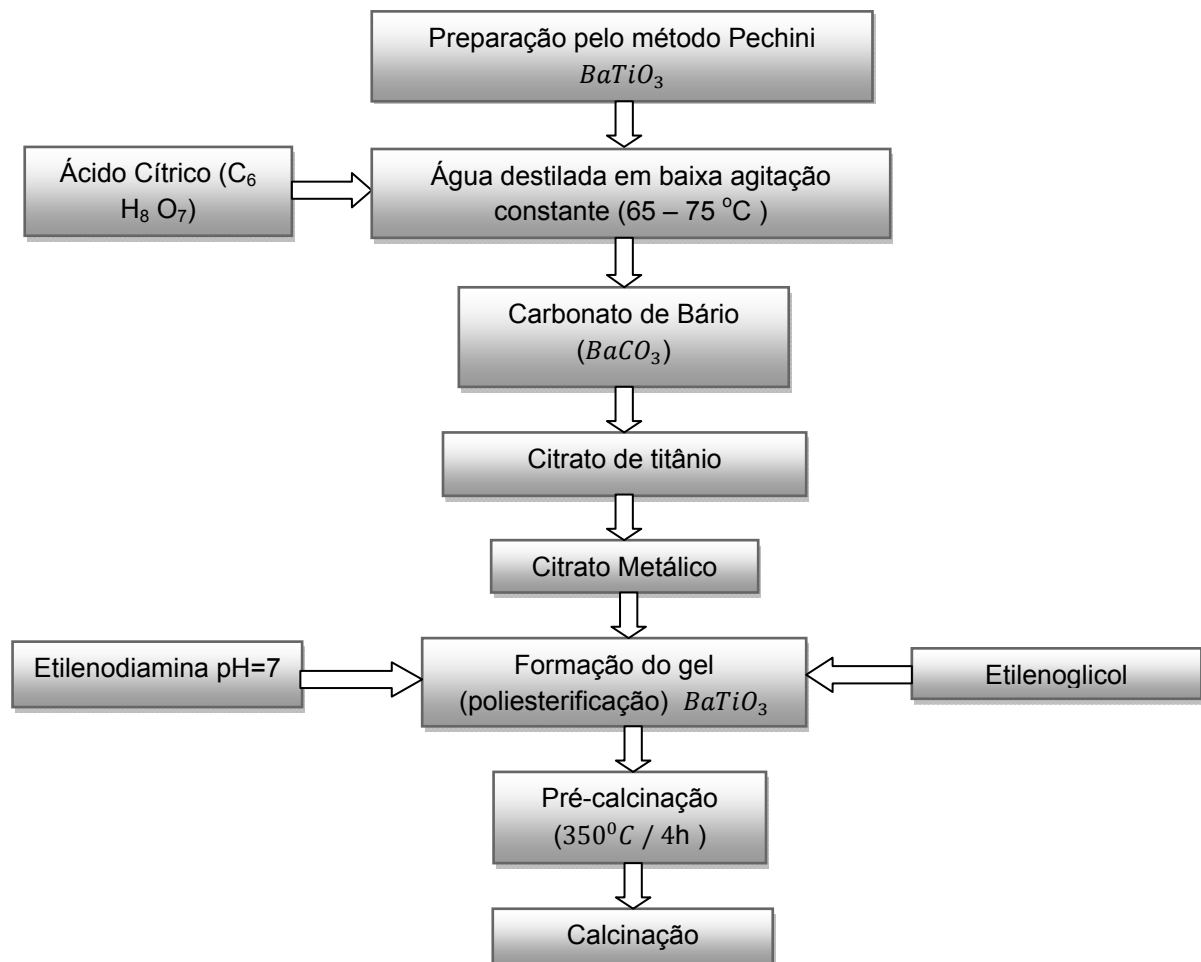 Preparação pelo método Pechini
BaTiO₃
Ácido Cítrico (C₆
H₈ O₇)
Água destilada em baixa agitação
constante (65 – 75 ᵒC )
Carbonato de Bário
(BaCO₃)
Citrato de titânio
Citrato Metálico
Etilenodiamina pH=7
Formação do gel
(poliesterificação) BaTiO₃
Etilenoglicol
Pré-calcinação
(350⁰C / 4h )
Calcinação